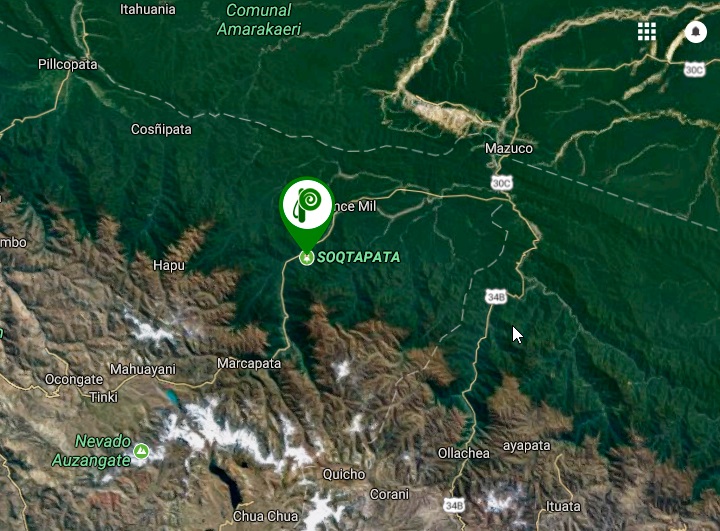 Itahuania
Comunal
Amarakaeri
Pillcopata
30C
Cosñipata
Mazuco
30C
nce Mil
mbo
SOQTAPATA
Hapu
34B
Marcapata
Mahuayani
Ocongate
Tinki
Nevado
Auzangate
Ollachea
ayapata
Quicho
Corani
34B
Ituata
Chua Chua